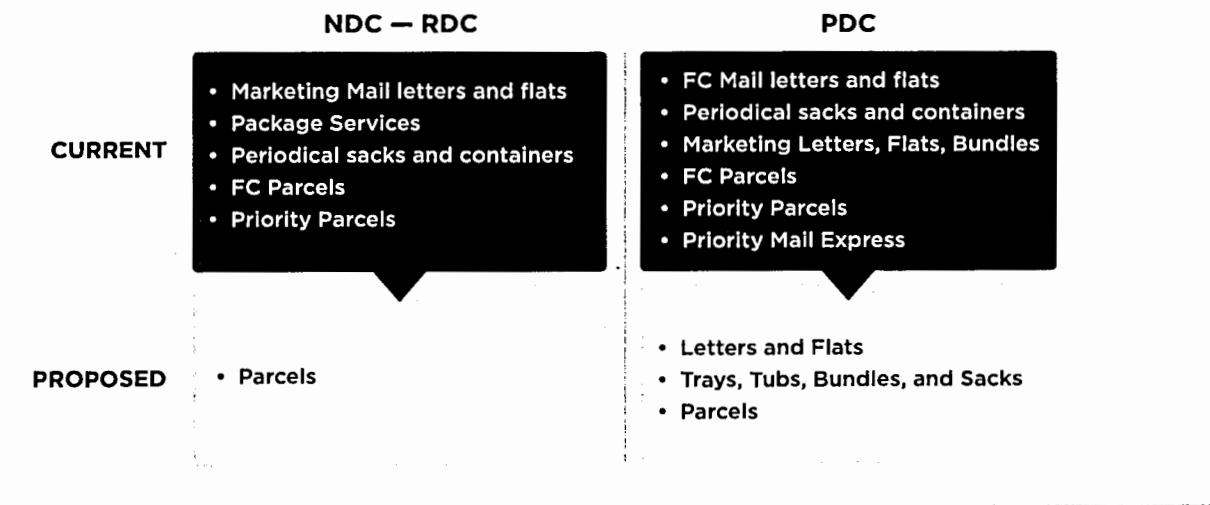 NDC — RDC
PDC
CURRENT
• Marketing Mail letters and flats
• Package Services
• Periodical sacks and containers
• FC Parcels
• Priority Parcels
• FC Mail letters and flats
• Periodical sacks and containers
• Marketing Letters, Flats, Bundles
• FC Parcels
• Priority Parcels
• Priority Mail Express
PROPOSED
• Parcels
• Letters and Flats
• Trays, Tubs, Bundles, and Sacks
• Parcels